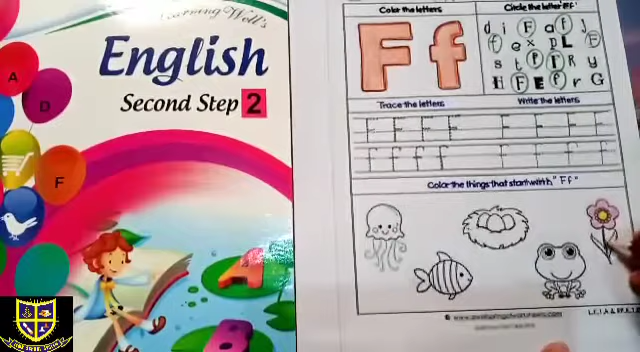 Learning Well's
English
Second Step 2
A
D
F
Color the letters
Circle the letter "Ff"
F f
d i F a f j
f e x D L F
s t f F R y
H F E f r G
Trace the letters
Write the letters
F F F F F F F F
f f f f f f f f
Color the things that start with "Ff"